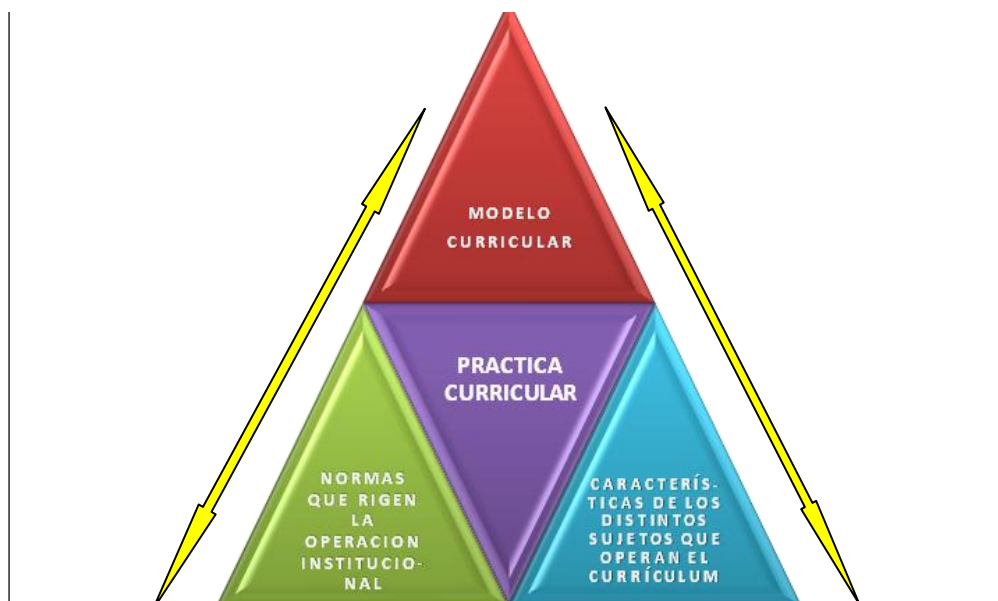 MODELO
CURRICULAR
PRACTICA
CURRICULAR
NORMAS
QUE RIGEN
LA
OPERACION
INSTITUCIO-
NAL
CARACTERÍS-
TICAS DE LOS
DISTINTOS
SUJETOS QUE
OPERAN EL
CURRÍCULUM